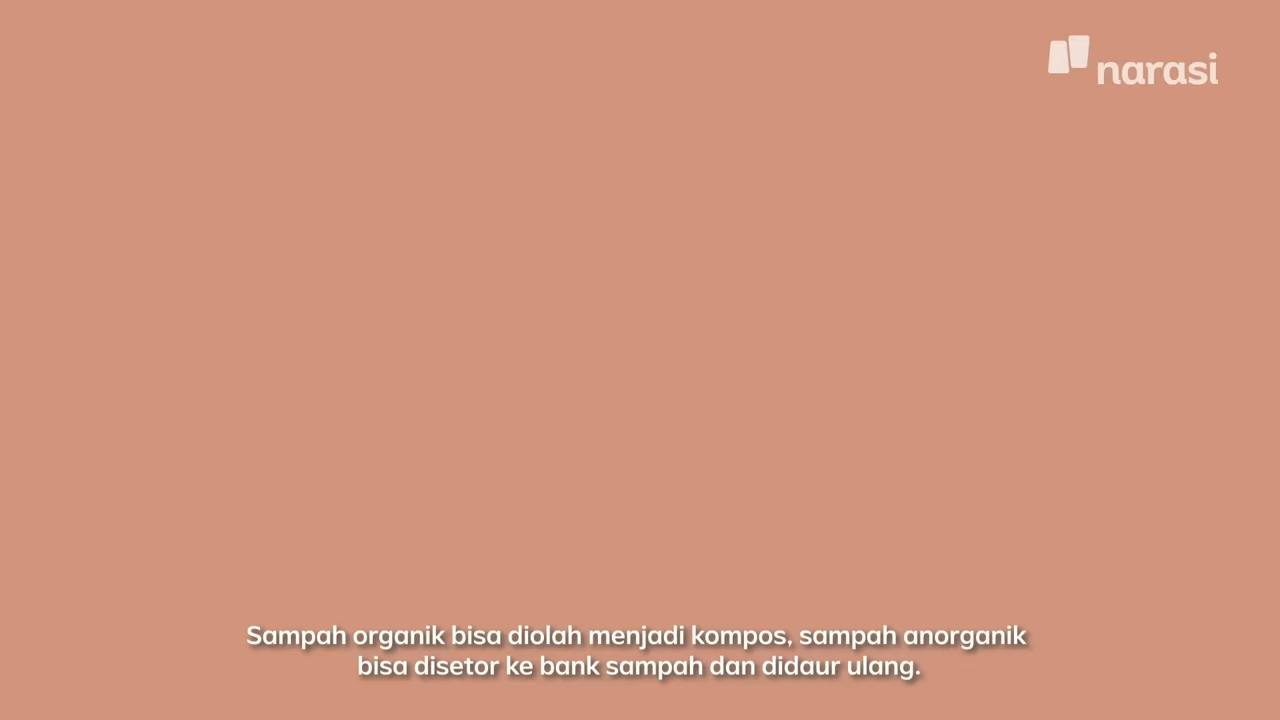 narasi
Sampah organik bisa diolah menjadi kompos, sampah anorganik
bisa disetor ke bank sampah dan didaur ulang.